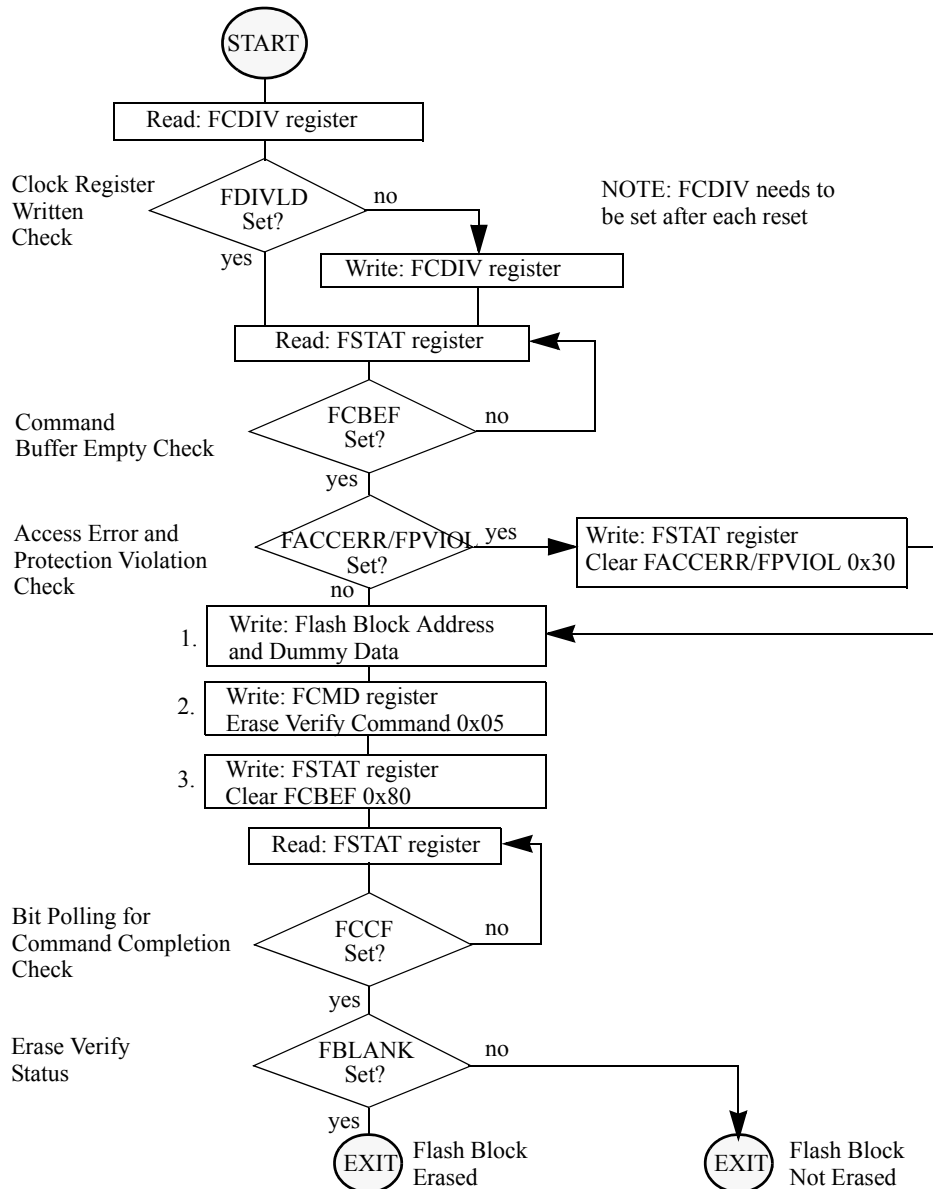 START
Read: FCDIV register
Clock Register
Written
Check
FDIVLD
Set?
no
yes
NOTE: FCDIV needs to
be set after each reset
Write: FCDIV register
Read: FSTAT register
Command
Buffer Empty Check
FCBEF
Set?
no
yes
Access Error and
Protection Violation
Check
FACCERR/FPVIOL
Set?
yes
no
Write: FSTAT register
Clear FACCERR/FPVIOL 0x30
1.
Write: Flash Block Address
and Dummy Data
2.
Write: FCMD register
Erase Verify Command 0x05
3.
Write: FSTAT register
Clear FCBEF 0x80
Read: FSTAT register
Bit Polling for
Command Completion
Check
FCCF
Set?
no
yes
Erase Verify
Status
FBLANK
Set?
no
yes
EXIT
Flash Block
Erased
EXIT
Flash Block
Not Erased